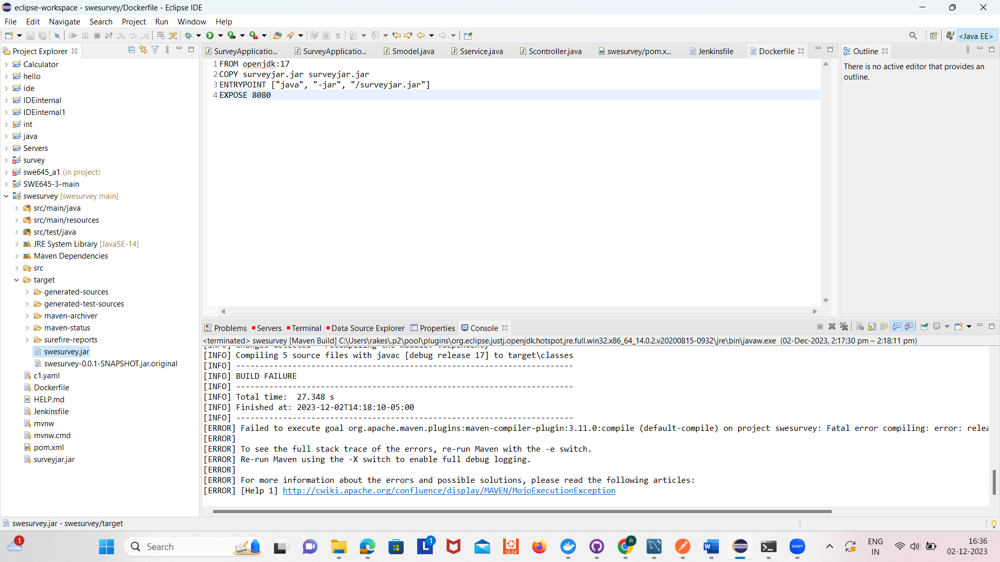 eclipse-workspace - swesurvey/Dockerfile - Eclipse IDE
File Edit Navigate Search Project Run Window Help
<Java EE>
Project Explorer
Calculator
hello
ide
IDEinternal
IDEinternal1
int
java
Servers
survey
swe645_a1 (in project)
SWE645-3-main
swesurvey [swesurvey main]
src/main/java
src/main/resources
src/test/java
JRE System Library [JavaSE-14]
Maven Dependencies
src
target
generated-sources
generated-test-sources
maven-archiver
maven-status
surefire-reports
swesurvey.jar
swesurvey-0.0.1-SNAPSHOT.jar.original
c1.yaml
Dockerfile
HELP.md
Jenkinsfile
mvnw
mvnw.cmd
pom.xml
surveyjar.jar
SurveyApplicatio... SurveyApplicatio... Smodel.java Sservice.java Scontroller.java swesurvey/pom.x... Jenkinsfile Dockerfile
1 FROM openjdk:17
2 COPY surveyjar.jar surveyjar.jar
3 ENTRYPOINT ["java", "-jar", "/surveyjar.jar"]
4 EXPOSE 8080
Outline
There is no active editor that provides an
outline.
Problems Servers Terminal Data Source Explorer Properties Console
<terminated> swesurvey [Maven Build] C:\Users\rakes\.p2\pool\plugins\org.eclipse.justj.openjdk.hotspot.jre.full.win32.x86_64_14.0.2.v20200815-0932\jre\bin\javaw.exe (02-Dec-2023, 2:17:30 pm – 2:18:11 pm)
[INFO] Compiling 5 source files with javac [debug release 17] to target\classes
[INFO] ------------------------------------------------------------------------
[INFO] BUILD FAILURE
[INFO] ------------------------------------------------------------------------
[INFO] Total time:  27.348 s
[INFO] Finished at: 2023-12-02T14:18:10-05:00
[INFO] ------------------------------------------------------------------------
[ERROR] Failed to execute goal org.apache.maven.plugins:maven-compiler-plugin:3.11.0:compile (default-compile) on project swesurvey: Fatal error compiling: error: relea
[ERROR]
[ERROR] To see the full stack trace of the errors, re-run Maven with the -e switch.
[ERROR] Re-run Maven using the -X switch to enable full debug logging.
[ERROR]
[ERROR] For more information about the errors and possible solutions, please read the following articles:
[ERROR] [Help 1] http://cwiki.apache.org/confluence/display/MAVEN/MojoExecutionException
swesurvey.jar - swesurvey/target
1
Search
L 1
18.04
R
W
zoom
ENG
IN
16:36
02-12-2023